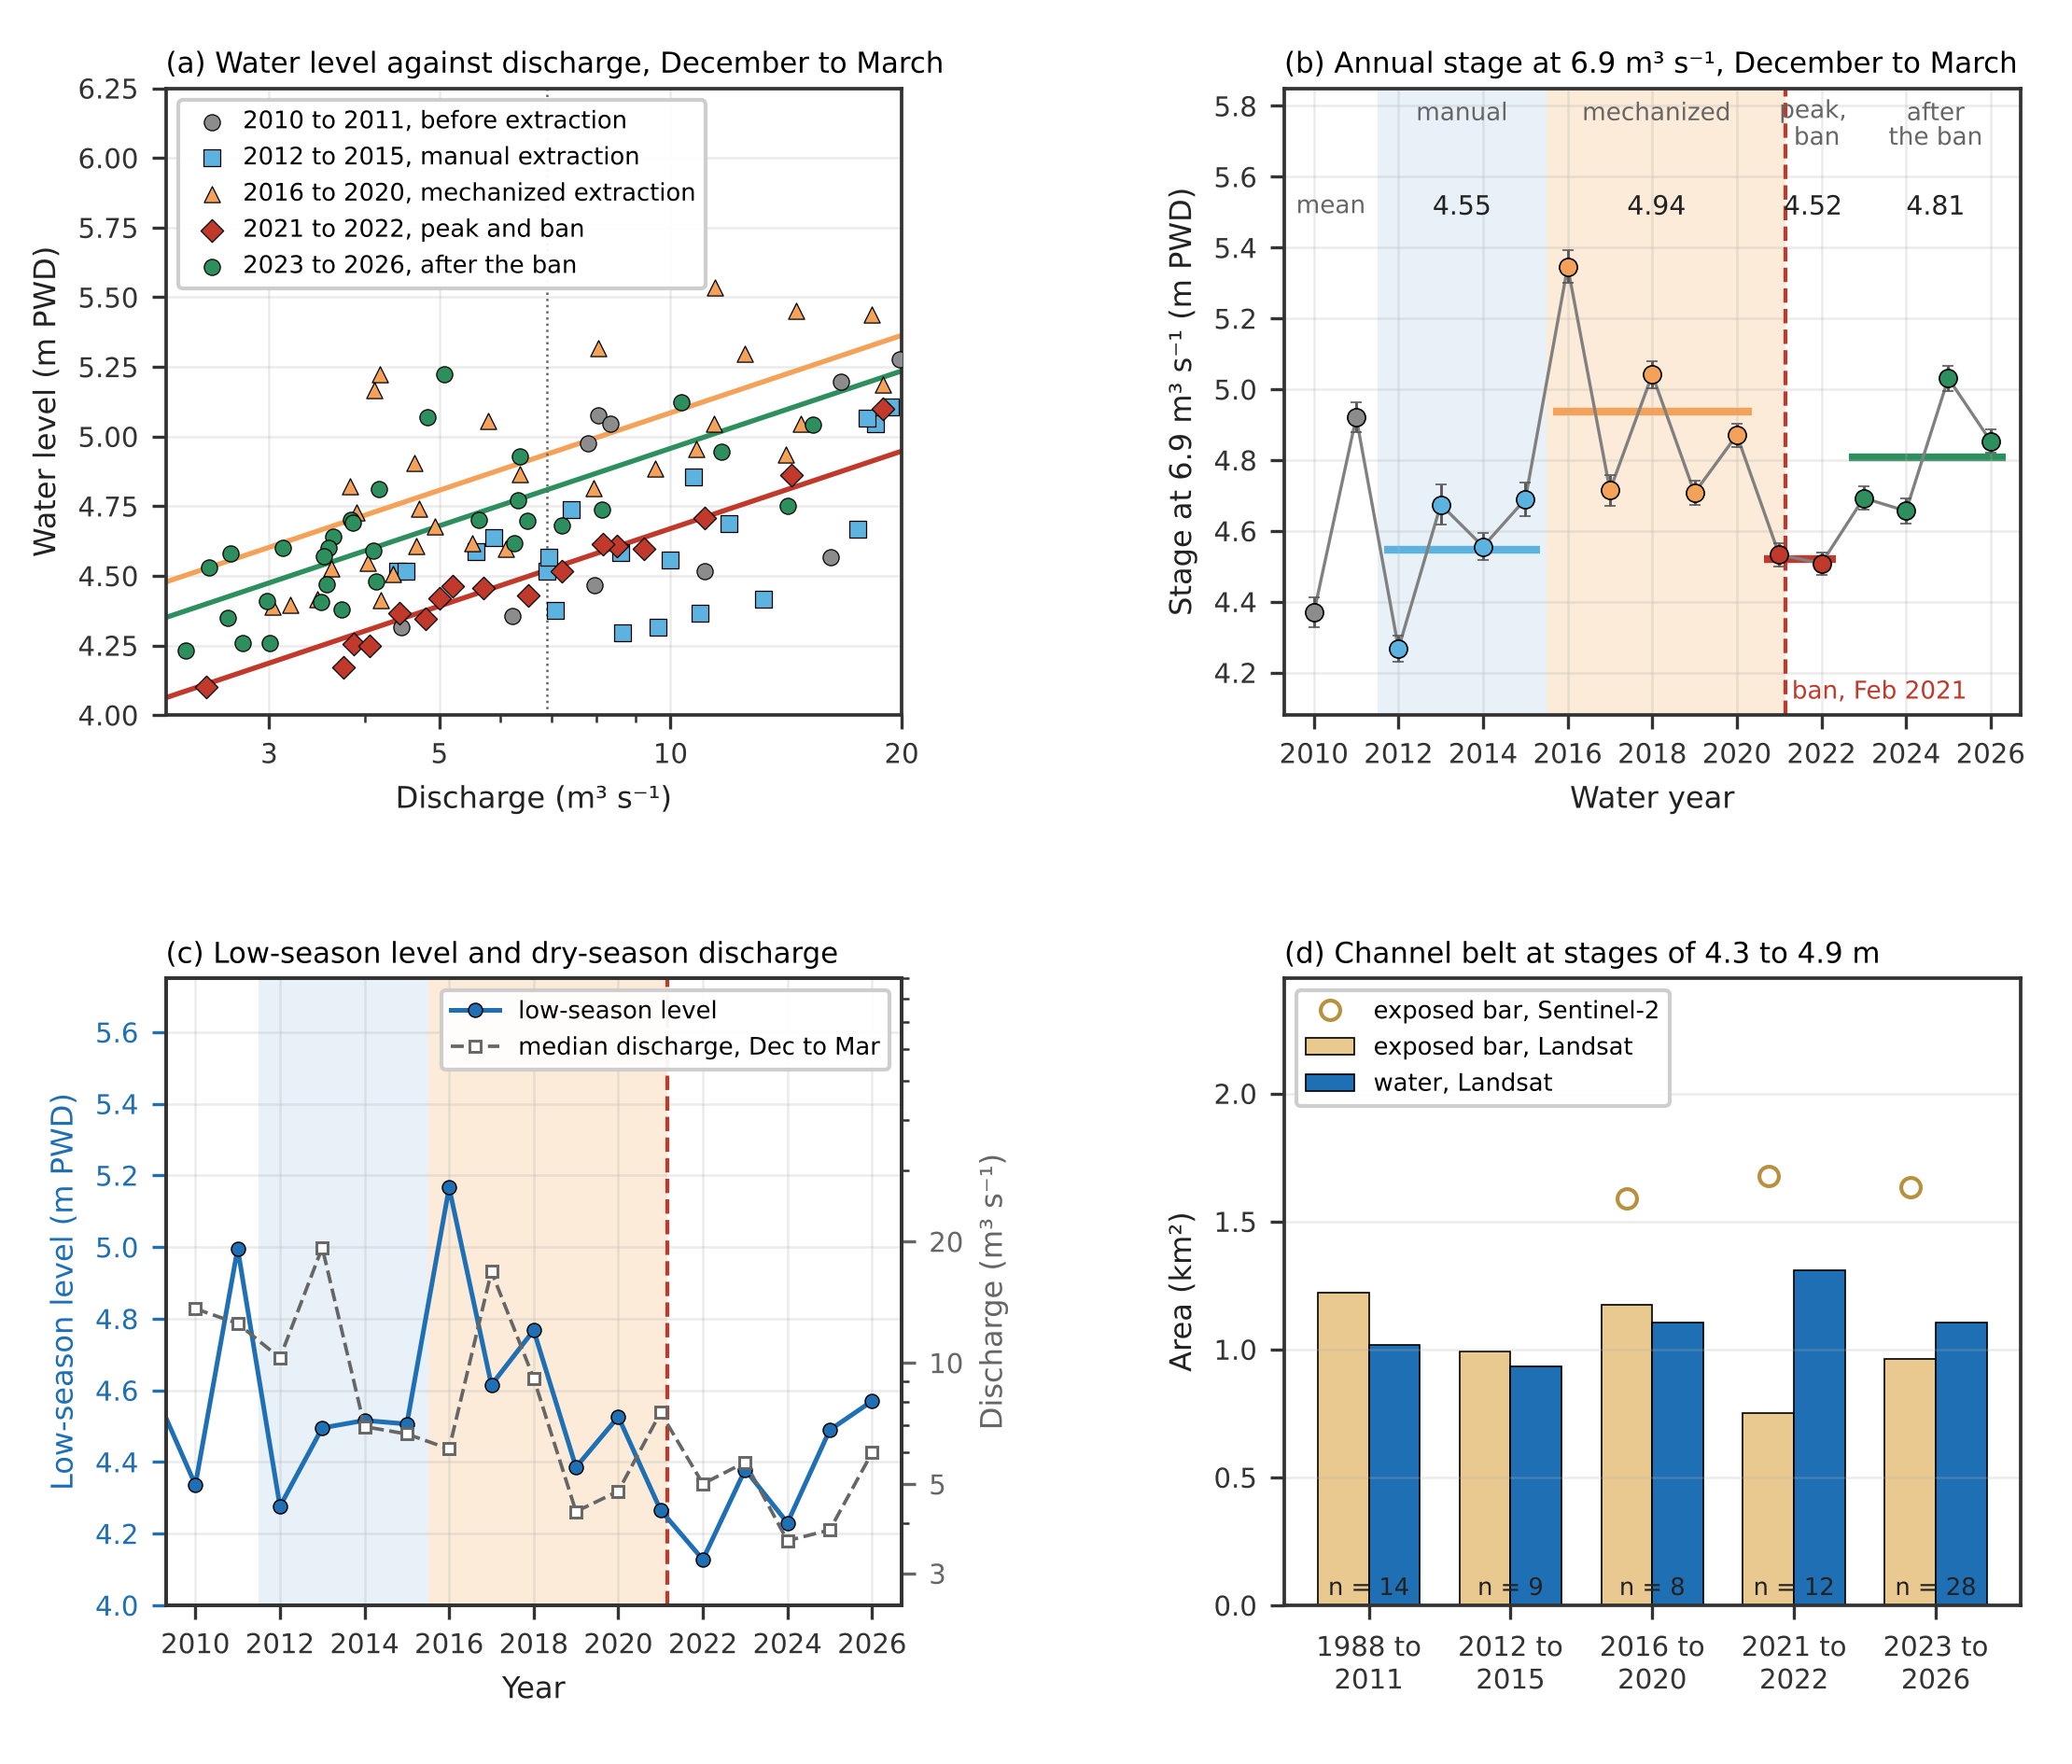 (a) Water level against discharge, December to March
6.25
6.00
5.75
5.50
5.25
5.00
4.75
4.50
4.25
4.00
Water level (m PWD)
2010 to 2011, before extraction
2012 to 2015, manual extraction
2016 to 2020, mechanized extraction
2021 to 2022, peak and ban
2023 to 2026, after the ban
3 5 10 20
Discharge (m³ s⁻¹)
(b) Annual stage at 6.9 m³ s⁻¹, December to March
5.8
5.6
5.4
5.2
5.0
4.8
4.6
4.4
4.2
Stage at 6.9 m³ s⁻¹ (m PWD)
manual
mechanized
peak,
ban
after
the ban
mean 4.55 4.94 4.52 4.81
ban, Feb 2021
2010 2012 2014 2016 2018 2020 2022 2024 2026
Water year
(c) Low-season level and dry-season discharge
5.6
5.4
5.2
5.0
4.8
4.6
4.4
4.2
4.0
Low-season level (m PWD)
low-season level
median discharge, Dec to Mar
20
10
5
3
Discharge (m³ s⁻¹)
2010 2012 2014 2016 2018 2020 2022 2024 2026
Year
(d) Channel belt at stages of 4.3 to 4.9 m
2.0
1.5
1.0
0.5
0.0
Area (km²)
exposed bar, Sentinel-2
exposed bar, Landsat
water, Landsat
n = 14 n = 9 n = 8 n = 12 n = 28
1988 to 2012 to 2016 to 2021 to 2023 to
2011 2015 2020 2022 2026